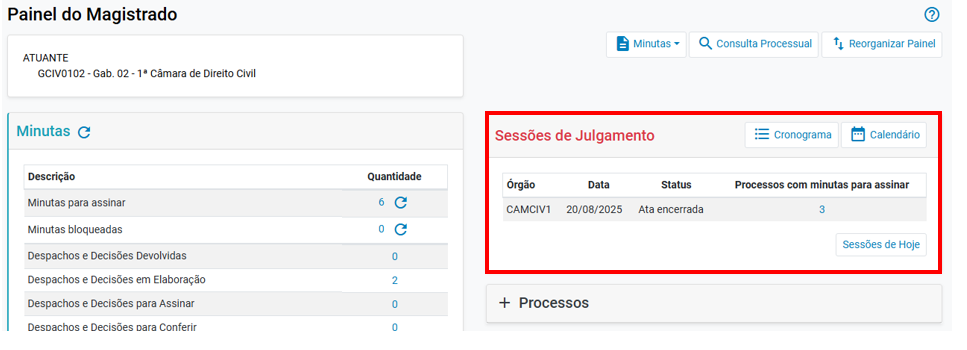 Painel do Magistrado
Minutas Consulta Processual Reorganizar Painel
ATUANTE
GCIV0102 - Gab. 02 - 1ª Câmara de Direito Civil
Minutas
Descrição Quantidade
Minutas para assinar 6
Minutas bloqueadas 0
Despachos e Decisões Devolvidas 0
Despachos e Decisões em Elaboração 2
Despachos e Decisões para Assinar 0
Despachos e Decisões para Conferir 0
Sessões de Julgamento Cronograma Calendário
Órgão Data Status Processos com minutas para assinar
CAMCIV1 20/08/2025 Ata encerrada 3
Sessões de Hoje
+ Processos